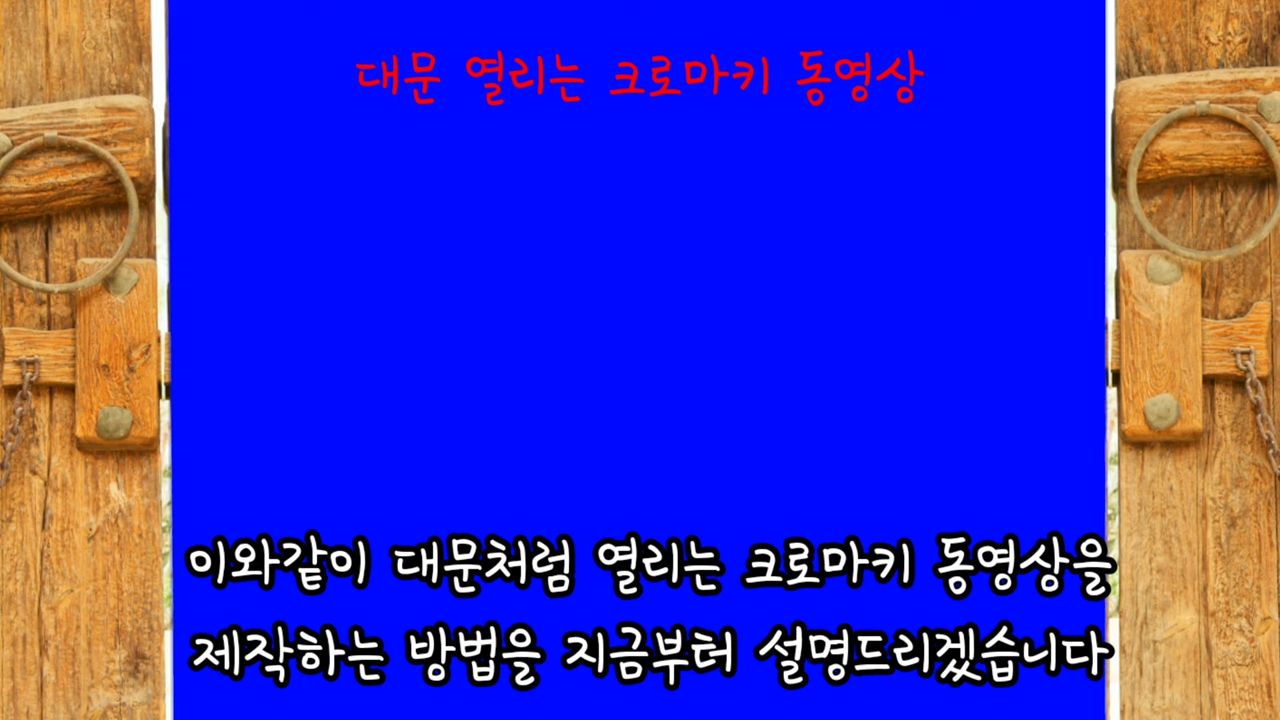 대문 열리는 크로마키 동영상
이와같이 대문처럼 열리는 크로마키 동영상을
제작하는 방법을 지금부터 설명드리겠습니다